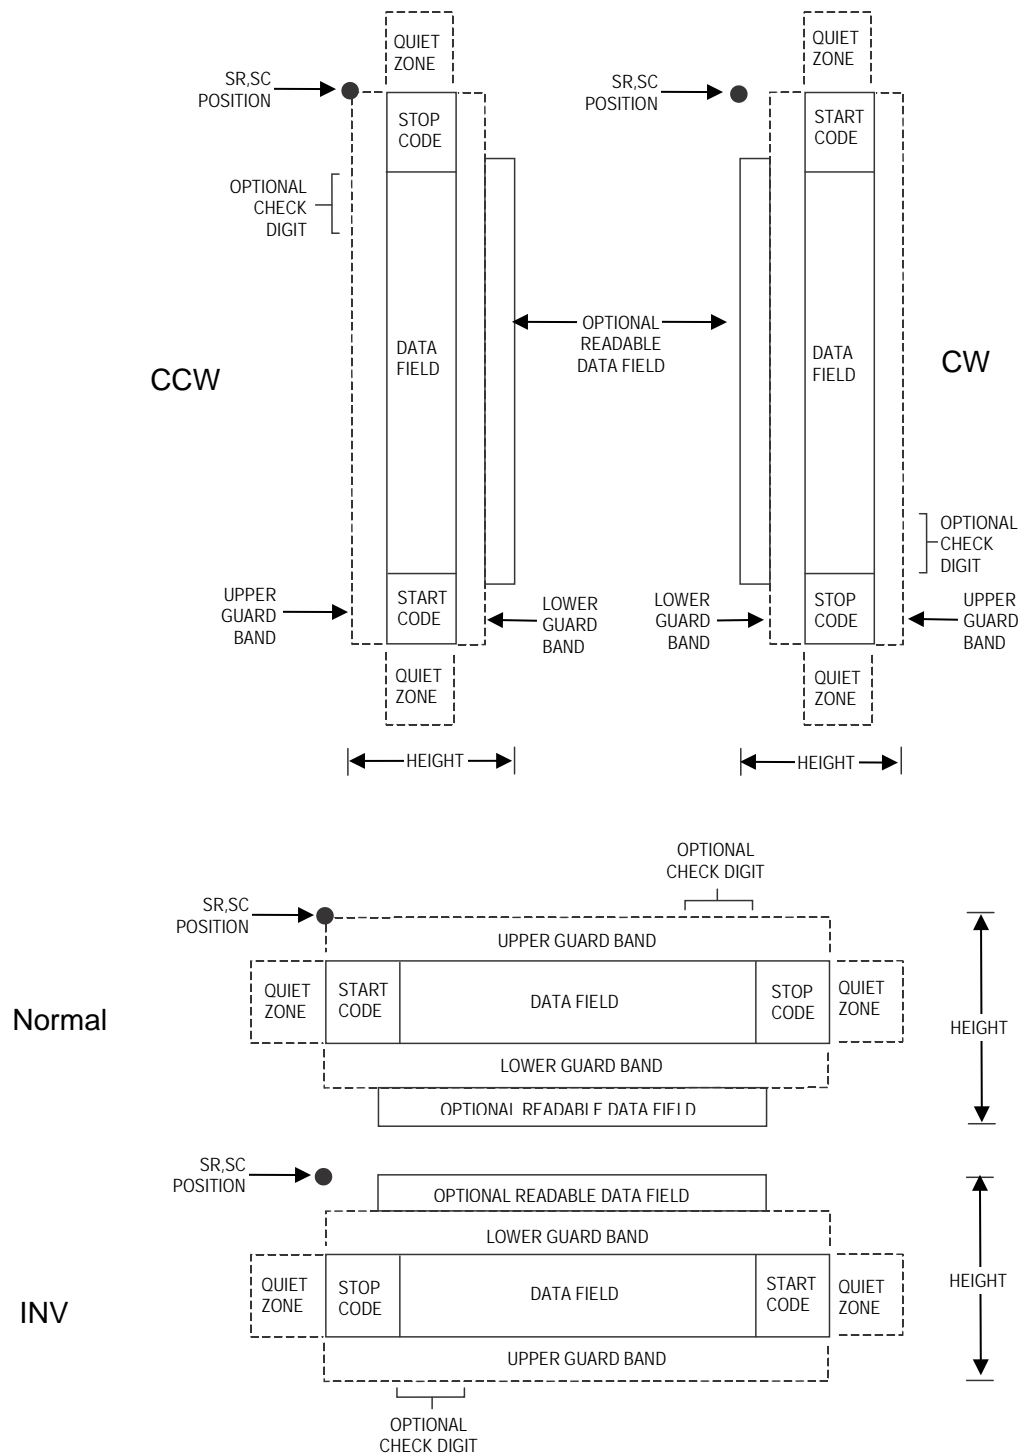 QUIET
ZONE
SR,SC
POSITION
STOP
CODE
OPTIONAL
CHECK
DIGIT
DATA
FIELD
CCW
UPPER
GUARD
BAND
START
CODE
LOWER
GUARD
BAND
QUIET
ZONE
HEIGHT
OPTIONAL
READABLE
DATA FIELD
QUIET
ZONE
SR,SC
POSITION
START
CODE
DATA
FIELD
CW
OPTIONAL
CHECK
DIGIT
LOWER
GUARD
BAND
STOP
CODE
UPPER
GUARD
BAND
QUIET
ZONE
HEIGHT
OPTIONAL
CHECK DIGIT
SR,SC
POSITION
UPPER GUARD BAND
Normal
QUIET
ZONE
START
CODE
DATA FIELD
STOP
CODE
QUIET
ZONE
HEIGHT
LOWER GUARD BAND
OPTIONAL READABLE DATA FIELD
SR,SC
POSITION
OPTIONAL READABLE DATA FIELD
LOWER GUARD BAND
INV
QUIET
ZONE
STOP
CODE
DATA FIELD
START
CODE
QUIET
ZONE
HEIGHT
UPPER GUARD BAND
OPTIONAL
CHECK DIGIT